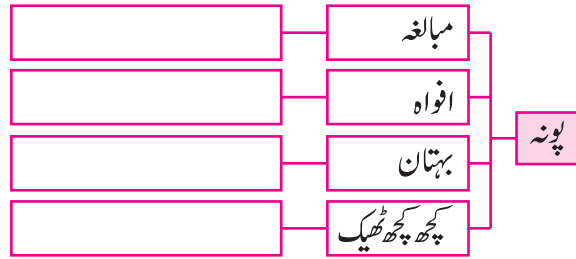 مبالغہ
افواہ
پونہ
بہتان
کچھ کچھ ٹھیک